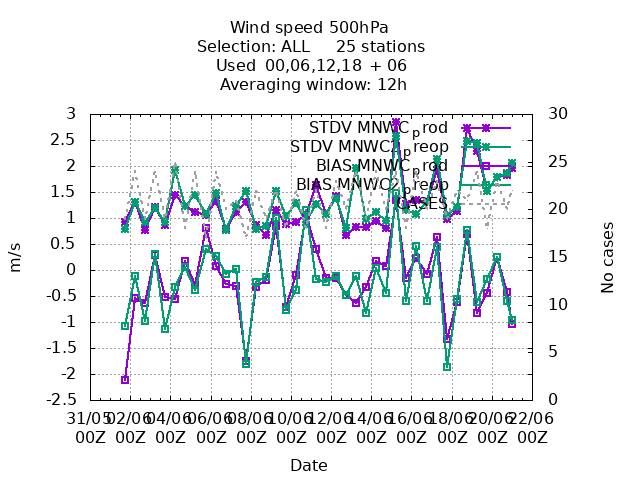 Wind speed 500hPa
Selection: ALL 25 stations
Used 00,06,12,18 + 06
Averaging window: 12h
STDV MNWC_prod
STDV MNWC2_preop
BIAS MNWC_prod
BIAS MNWC2_preop
CASES
3
2.5
2
1.5
1
0.5
0
-0.5
-1
-1.5
-2
-2.5
m/s
30
25
20
15
10
5
0
No cases
31/05 02/06 04/06 06/06 08/06 10/06 12/06 14/06 16/06 18/06 20/06 22/06
00Z 00Z 00Z 00Z 00Z 00Z 00Z 00Z 00Z 00Z 00Z 00Z
Date